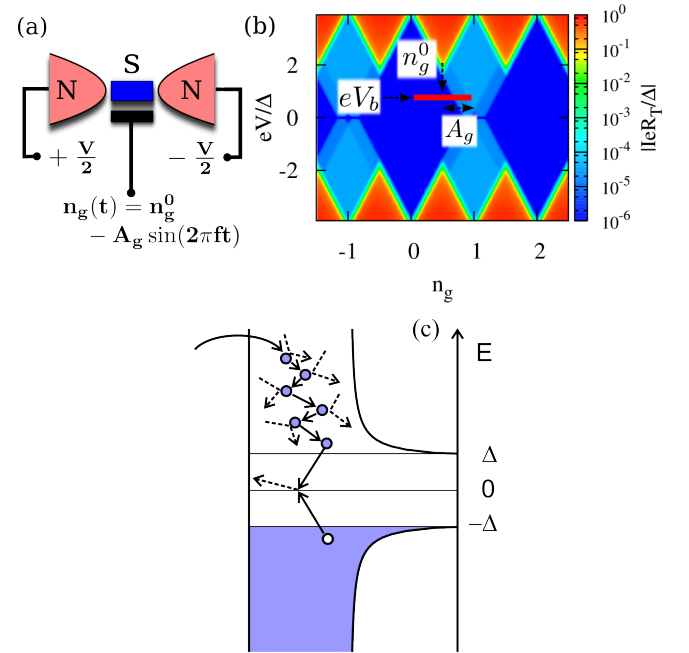 (a)
S
N
N
+ V/2
− V/2
n_g(t) = n_g^0
− A_g sin(2πft)
(b)
eV/Δ
2
0
-2
n_g^0
eV_b
A_g
-1
0
1
2
n_g
10^0
10^-1
10^-2
10^-3
10^-4
10^-5
10^-6
|IeR_T/Δ|
(c)
E
Δ
0
−Δ